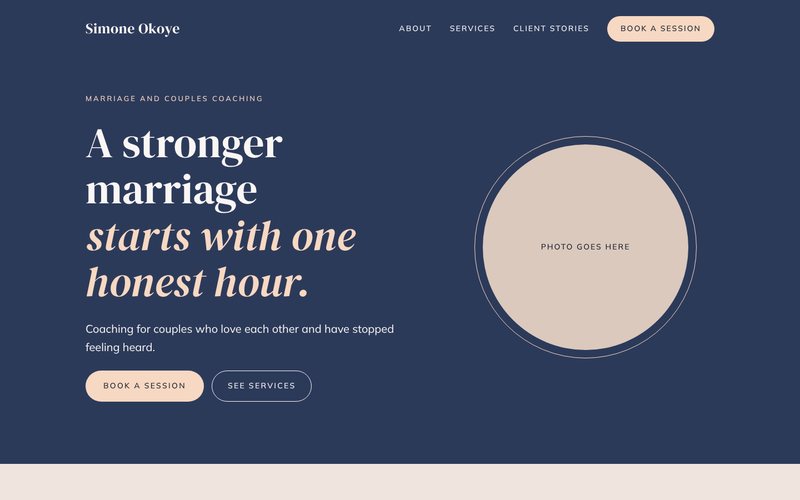 Simone Okoye
ABOUT
SERVICES
CLIENT STORIES
BOOK A SESSION
MARRIAGE AND COUPLES COACHING
A stronger
marriage
starts with one
honest hour.
Coaching for couples who love each other and have stopped
feeling heard.
BOOK A SESSION
SEE SERVICES
PHOTO GOES HERE